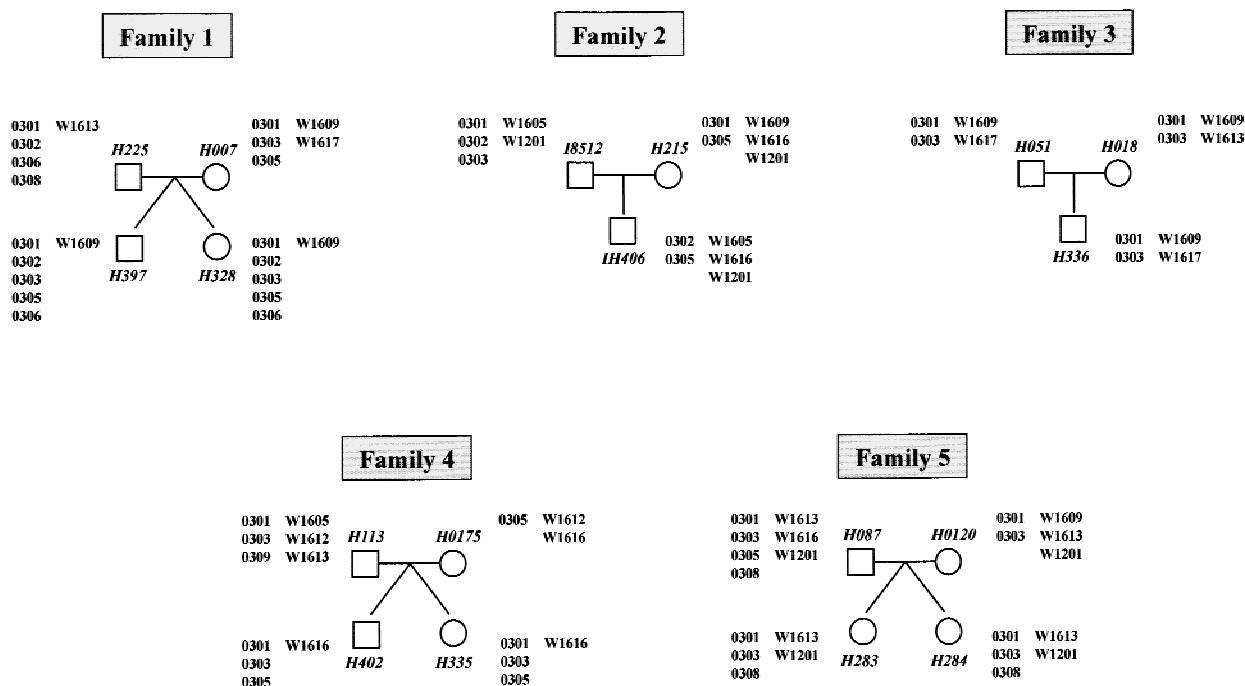 Family 1
0301 W1613
0302
0306
0308
H225
H007
0301 W1609
0303 W1617
0305
0301 W1609
0302
0303
0305
0306
H397
H328
0301 W1609
0302
0303
0305
0306
Family 2
0301 W1605
0302 W1201
0303
I8512
H215
0301 W1609
0305 W1616
W1201
IH406
0302 W1605
0305 W1616
W1201
Family 3
0301 W1609
0303 W1617
H051
H018
0301 W1609
0303 W1613
H336
0301 W1609
0303 W1617
Family 4
0301 W1605
0303 W1612
0309 W1613
H113
H0175
0305 W1612
W1616
0301 W1616
0303
0305
H402
H335
0301 W1616
0303
0305
Family 5
0301 W1613
0303 W1616
0305 W1201
0308
H087
H0120
0301 W1609
0303 W1613
W1201
0301 W1613
0303 W1201
0308
H283
H284
0301 W1613
0303 W1201
0308